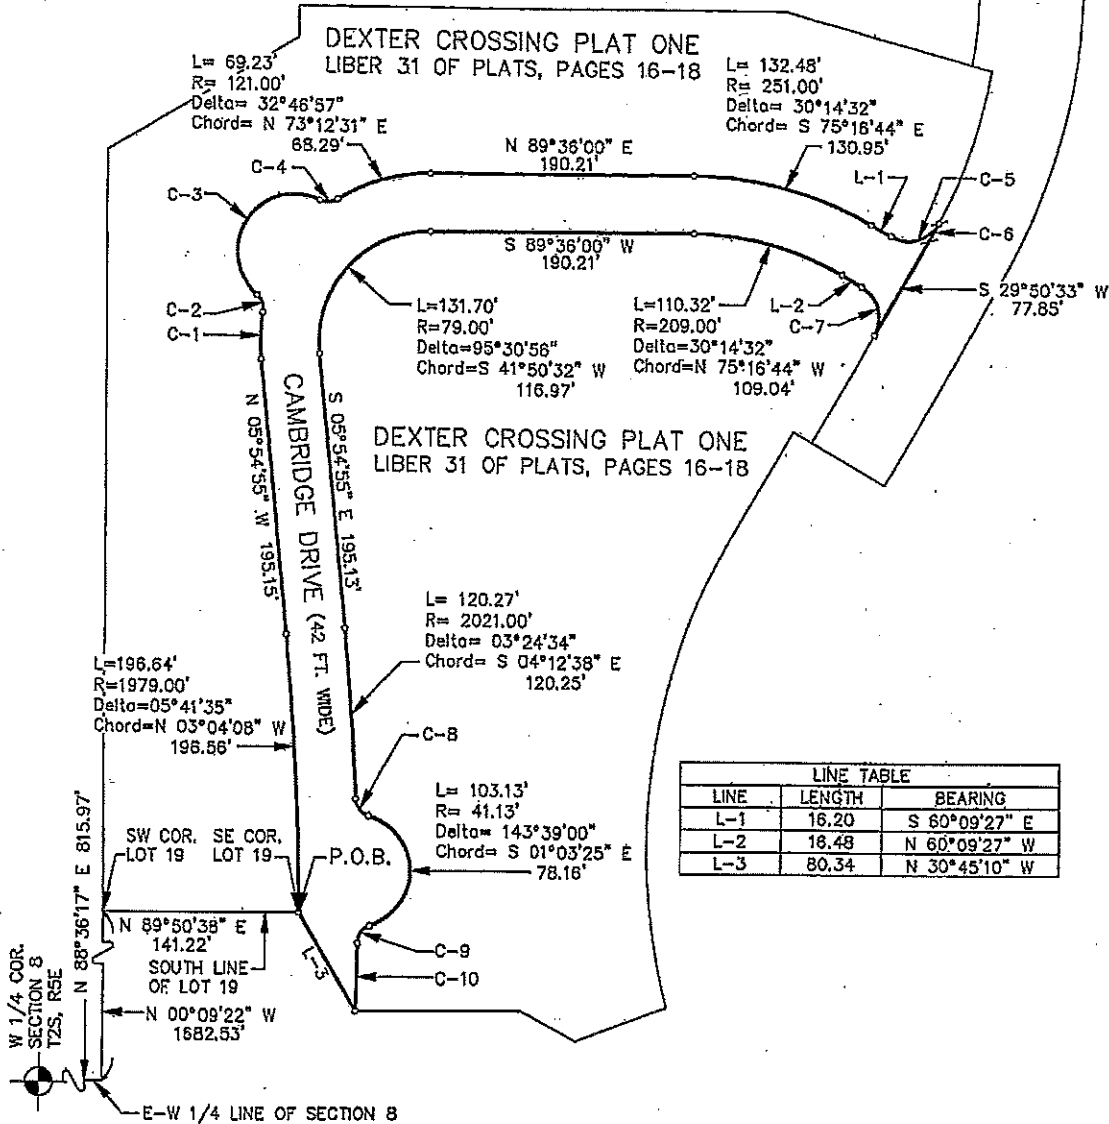 DEXTER CROSSING PLAT ONE
LIBER 31 OF PLATS, PAGES 16-18
L= 69.23'
R= 121.00'
Delta= 32°46'57"
Chord= N 73°12'31" E
68.29'
L= 132.48'
R= 251.00'
Delta= 30°14'32"
Chord= S 75°16'44" E
130.95'
N 89°36'00" E
190.21'
C-4
C-3
L-1
C-5
C-6
S 89°36'00" W
190.21'
S 29°50'33" W
77.85'
C-2
C-1
L=131.70'
R=79.00'
Delta=95°30'56"
Chord=S 41°50'32" W
116.97'
L=110.32'
R=209.00'
Delta=30°14'32"
Chord=N 75°16'44" W
109.04'
L-2
C-7
N 05°54'55" W 195.15'
CAMBRIDGE DRIVE (42 FT. WIDE)
S 05°54'55" E 195.13'
DEXTER CROSSING PLAT ONE
LIBER 31 OF PLATS, PAGES 16-18
L= 120.27'
R= 2021.00'
Delta= 03°24'34"
Chord= S 04°12'38" E
120.25'
L=196.64'
R=1979.00'
Delta=05°41'35"
Chord=N 03°04'08" W
196.56'
C-8
L= 103.13'
R= 41.13'
Delta= 143°39'00"
Chord= S 01°03'25" E
78.16'
LINE TABLE
LINE LENGTH BEARING
L-1 16.20 S 60°09'27" E
L-2 16.48 N 60°09'27" W
L-3 80.34 N 30°45'10" W
SW COR.
LOT 19
SE COR.
LOT 19
P.O.B.
N 89°50'38" E
141.22'
SOUTH LINE
OF LOT 19
L-3
C-9
C-10
N 88°36'17" E 815.97'
N 00°09'22" W
1682.53'
W 1/4 COR.
SECTION 8
T2S, R5E
E-W 1/4 LINE OF SECTION 8